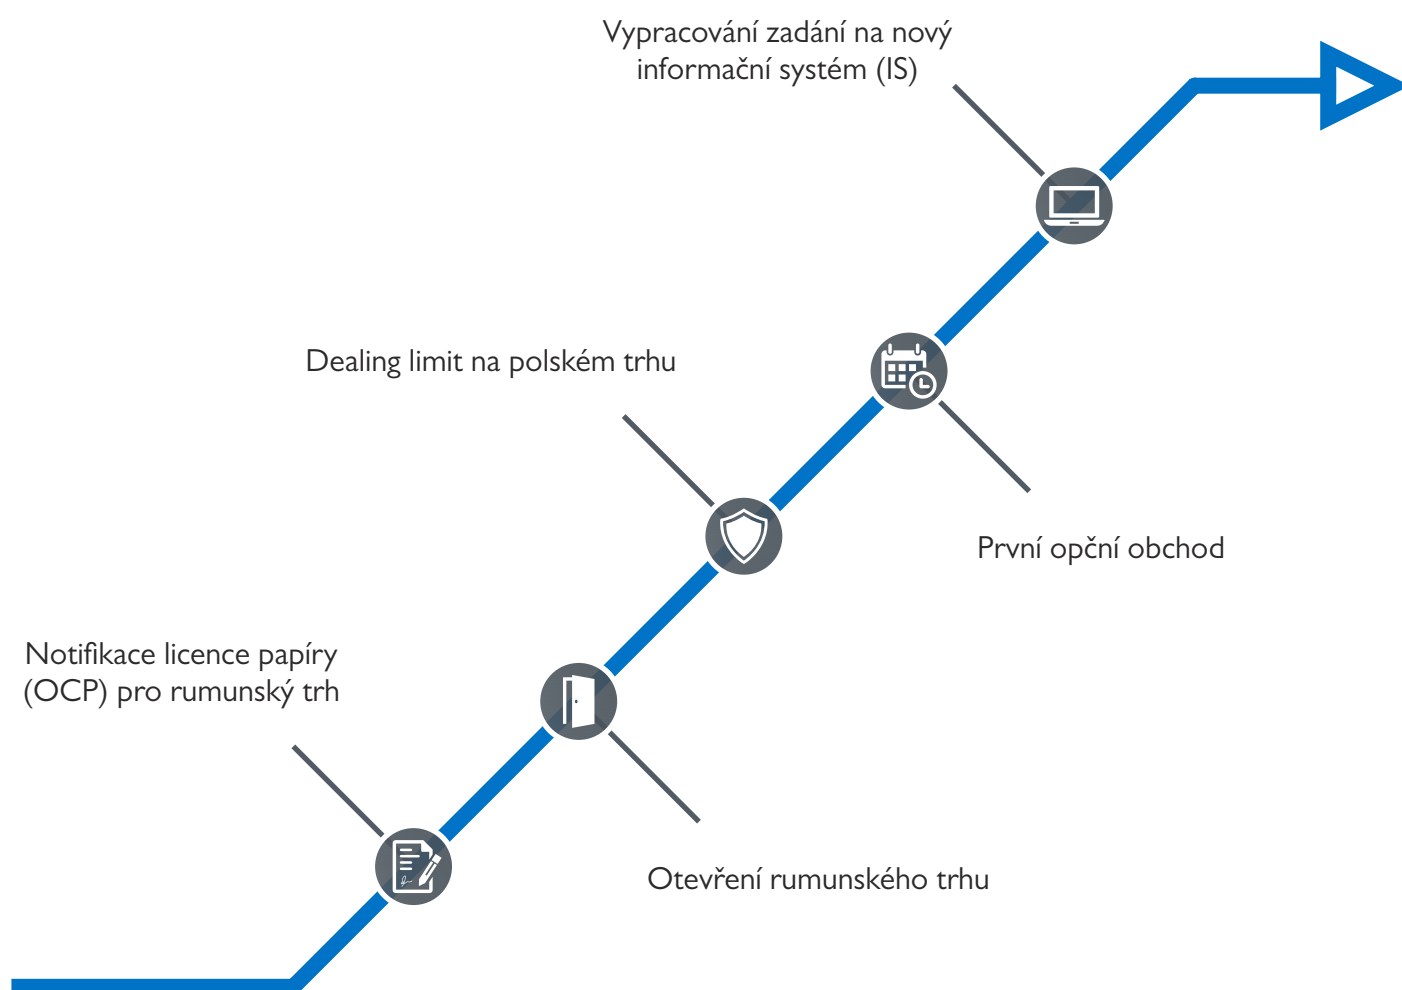 Vypracování zadání na nový
informační systém (IS)
Dealing limit na polském trhu
První opční obchod
Notifikace licence papíry
(OCP) pro rumunský trh
Otevření rumunského trhu